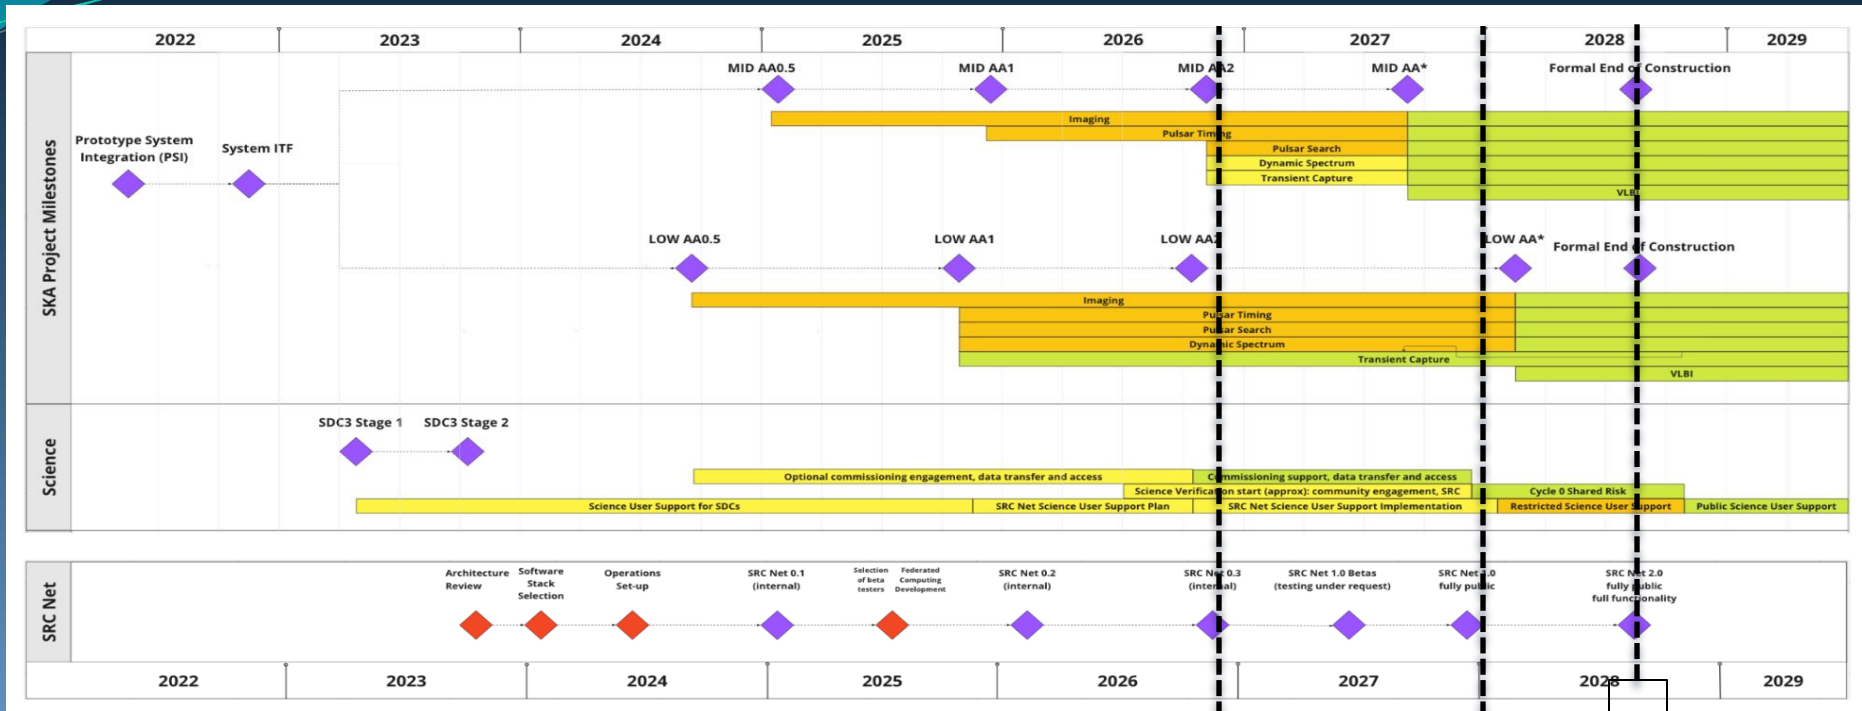 2022 2023 2024 2025 2026 2027 2028 2029
SKA Project Milestones
MID AA0.5 MID AA1 MID AA2 MID AA* Formal End of Construction
Imaging
Prototype System
Integration (PSI)
System ITF
Pulsar Timing
Pulsar Search
Dynamic Spectrum
Transient Capture
VLBI
LOW AA0.5 LOW AA1 LOW AA2 LOW AA* Formal End of Construction
Imaging
Pulsar Timing
Pulsar Search
Dynamic Spectrum
Transient Capture
VLBI
Science
SDC3 Stage 1 SDC3 Stage 2
Optional commissioning engagement, data transfer and access Commissioning support, data transfer and access
Science Verification start (approx): community engagement, SRC Cycle 0 Shared Risk
Science User Support for SDCs SRC Net Science User Support Plan SRC Net Science User Support Implementation Restricted Science User Support Public Science User Support
SRC Net
Architecture
Review
Software
Stack
Selection
Operations
Set-up
SRC Net 0.1
(internal)
Selection
of beta
testers
Federated
Computing
Development
SRC Net 0.2
(internal)
SRC Net 0.3
(internal)
SRC Net 1.0 Betas
(testing under request)
SRC Net 1.0
fully public
SRC Net 2.0
fully public
full functionality
2022 2023 2024 2025 2026 2027 2028 2029